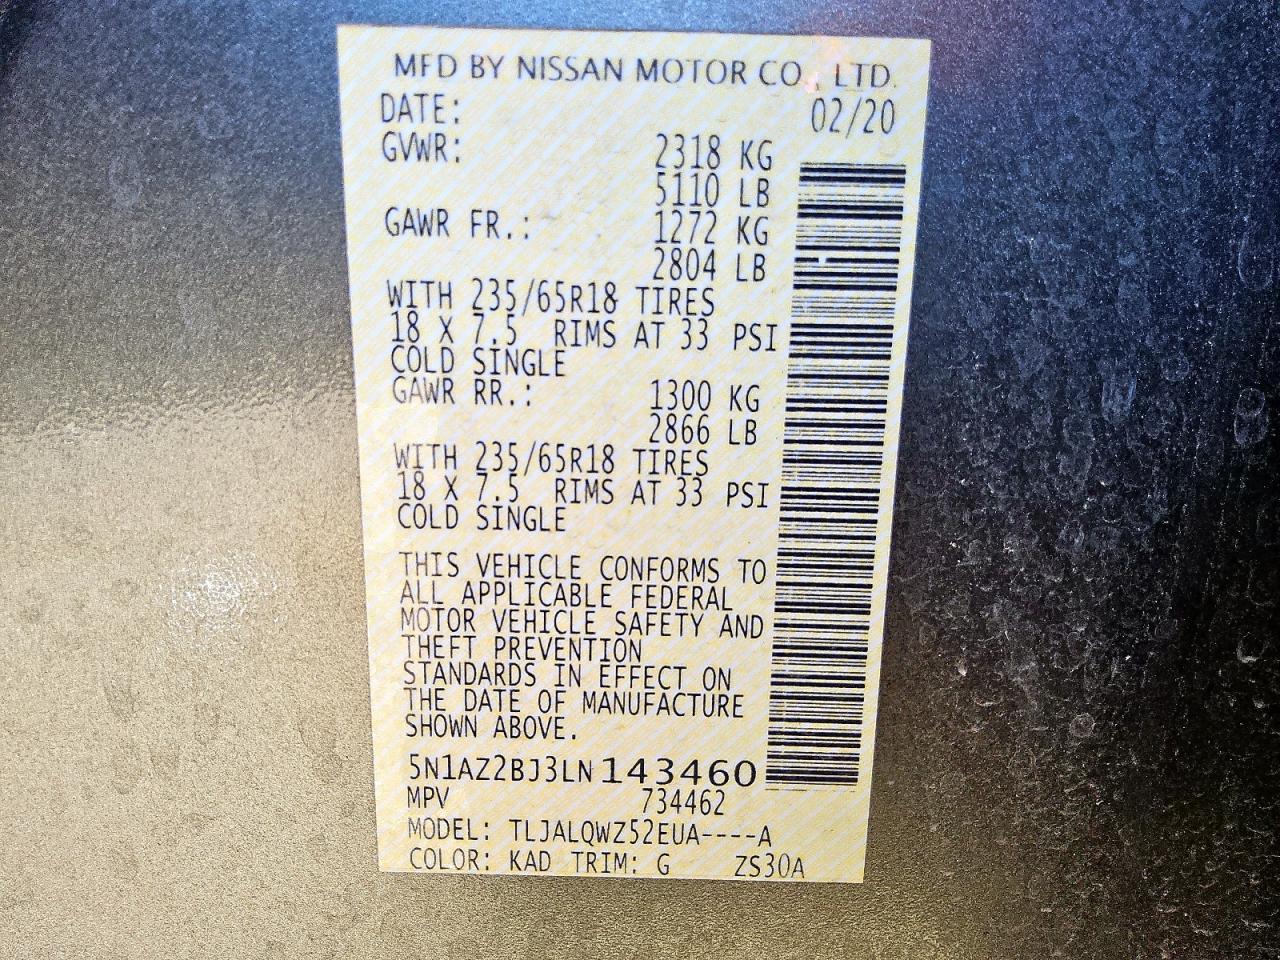 MFD BY NISSAN MOTOR CO., LTD.
DATE: 02/20
GVWR: 2318 KG
5110 LB
GAWR FR.: 1272 KG
2804 LB
WITH 235/65R18 TIRES
18 X 7.5 RIMS AT 33 PSI
COLD SINGLE
GAWR RR.: 1300 KG
2866 LB
WITH 235/65R18 TIRES
18 X 7.5 RIMS AT 33 PSI
COLD SINGLE
THIS VEHICLE CONFORMS TO
ALL APPLICABLE FEDERAL
MOTOR VEHICLE SAFETY AND
THEFT PREVENTION
STANDARDS IN EFFECT ON
THE DATE OF MANUFACTURE
SHOWN ABOVE.
5N1AZ2BJ3LN143460
MPV 734462
MODEL: TLJALQWZ52EUA----A
COLOR: KAD TRIM: G ZS30A